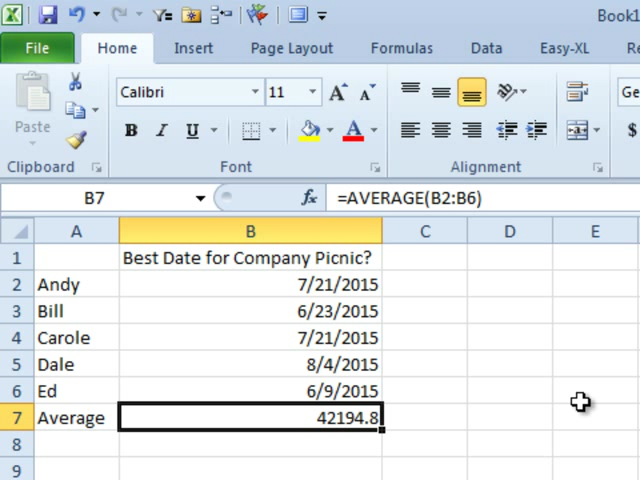 Book1
File Home Insert Page Layout Formulas Data Easy-XL Re
Paste
Calibri 11 A A Ge
B I U A $
Clipboard Font Alignment
B7 fx =AVERAGE(B2:B6)
A B C D E
1 Best Date for Company Picnic?
2 Andy 7/21/2015
3 Bill 6/23/2015
4 Carole 7/21/2015
5 Dale 8/4/2015
6 Ed 6/9/2015
7 Average 42194.8
8
9